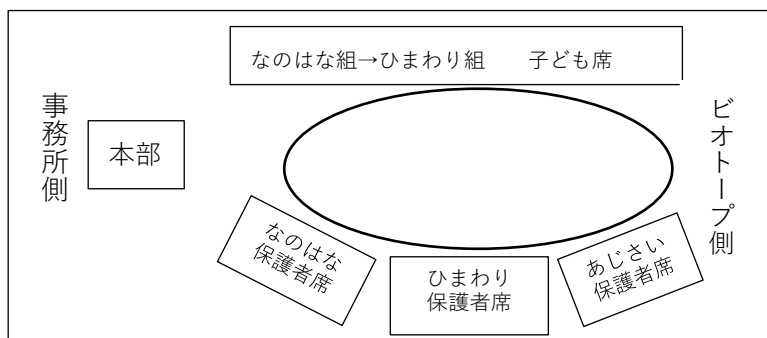 なのはな組→ひまわり組　　子ども席
事務所側
本部
ビオトープ側
なのはな
保護者席
ひまわり
保護者席
あじさい
保護者席